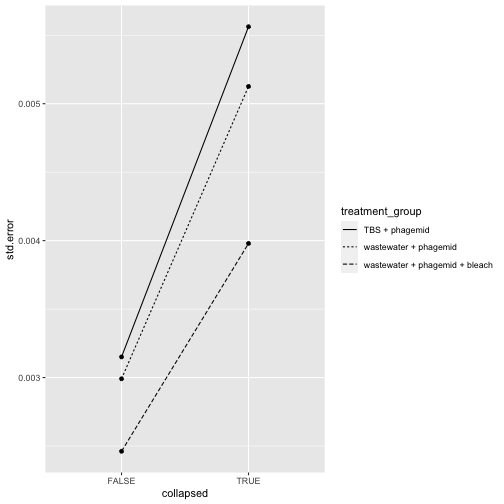 std.error
0.005
0.004
0.003
FALSE
TRUE
collapsed
treatment_group
TBS + phagemid
wastewater + phagemid
wastewater + phagemid + bleach